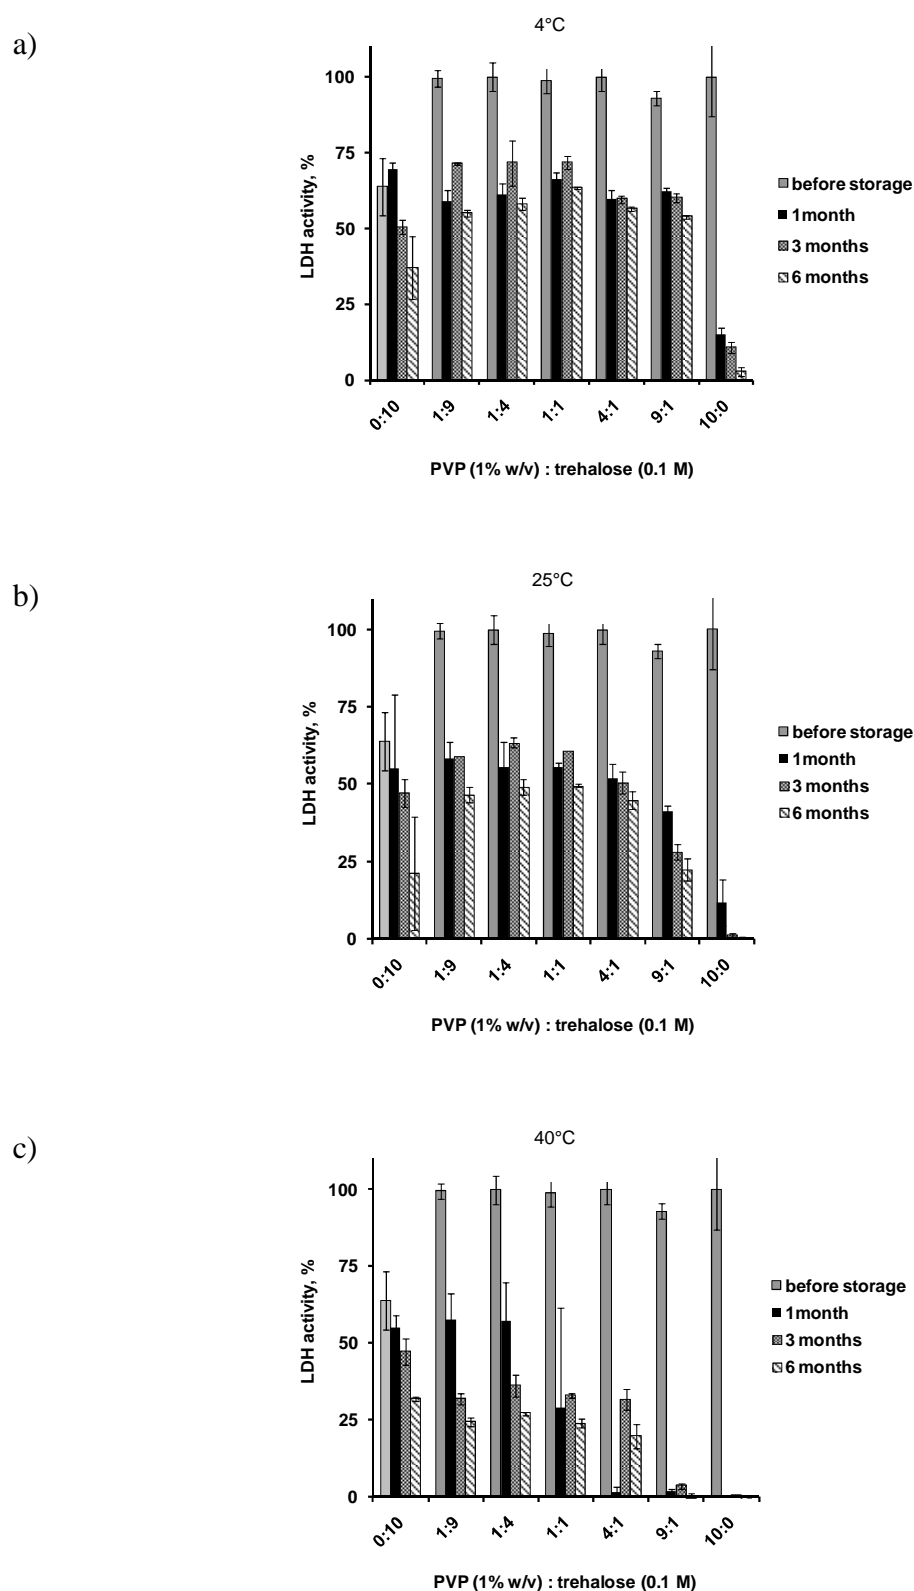 a)
4°C
100
75
50
25
0
LDH activity, %
before storage
1month
3 months
6 months
0:10 1:9 1:4 1:1 4:1 9:1 10:0
PVP (1% w/v) : trehalose (0.1 M)
b)
25°C
100
75
50
25
0
LDH activity, %
before storage
1month
3 months
6 months
0:10 1:9 1:4 1:1 4:1 9:1 10:0
PVP (1% w/v) : trehalose (0.1 M)
c)
40°C
100
75
50
25
0
LDH activity, %
before storage
1month
3 months
6 months
0:10 1:9 1:4 1:1 4:1 9:1 10:0
PVP (1% w/v) : trehalose (0.1 M)